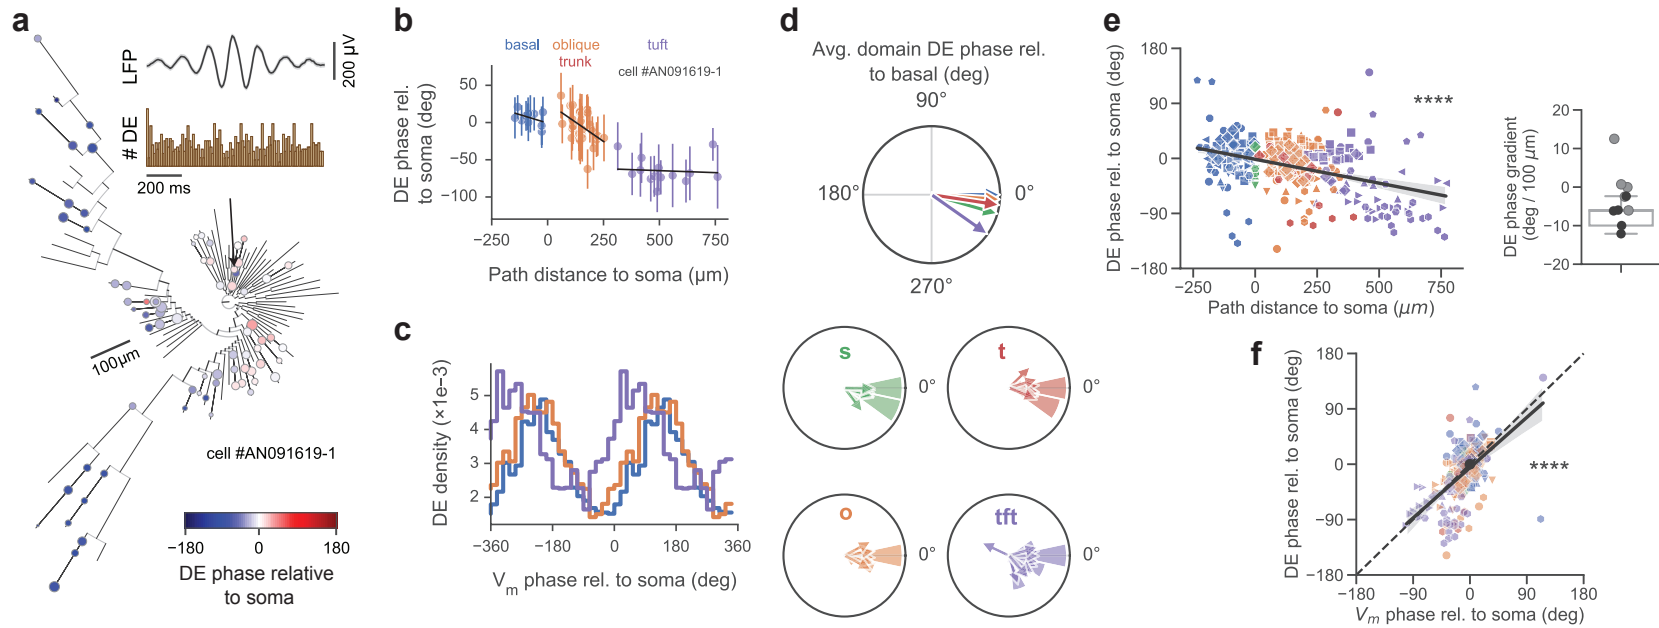 a
LFP
200 µV
# DE
200 ms
100µm
cell #AN091619-1
−180
0
180
DE phase relative
to soma
b
basal
oblique
trunk
tuft
cell #AN091619-1
DE phase rel.
to soma (deg)
50
0
−50
−100
−250
0
250
500
750
Path distance to soma (µm)
c
DE density (×1e−3)
5
4
3
2
−360
−180
0
180
360
Vm phase rel. to soma (deg)
d
Avg. domain DE phase rel.
to basal (deg)
90°
180°
0°
270°
s
0°
t
0°
o
0°
tft
0°
e
DE phase rel. to soma (deg)
180
90
0
−90
−180
****
−250
0
250
500
750
Path distance to soma (µm)
DE phase gradient
(deg / 100 µm)
20
10
0
−10
−20
f
DE phase rel. to soma (deg)
180
90
0
−90
−180
****
−180
−90
0
90
180
Vm phase rel. to soma (deg)